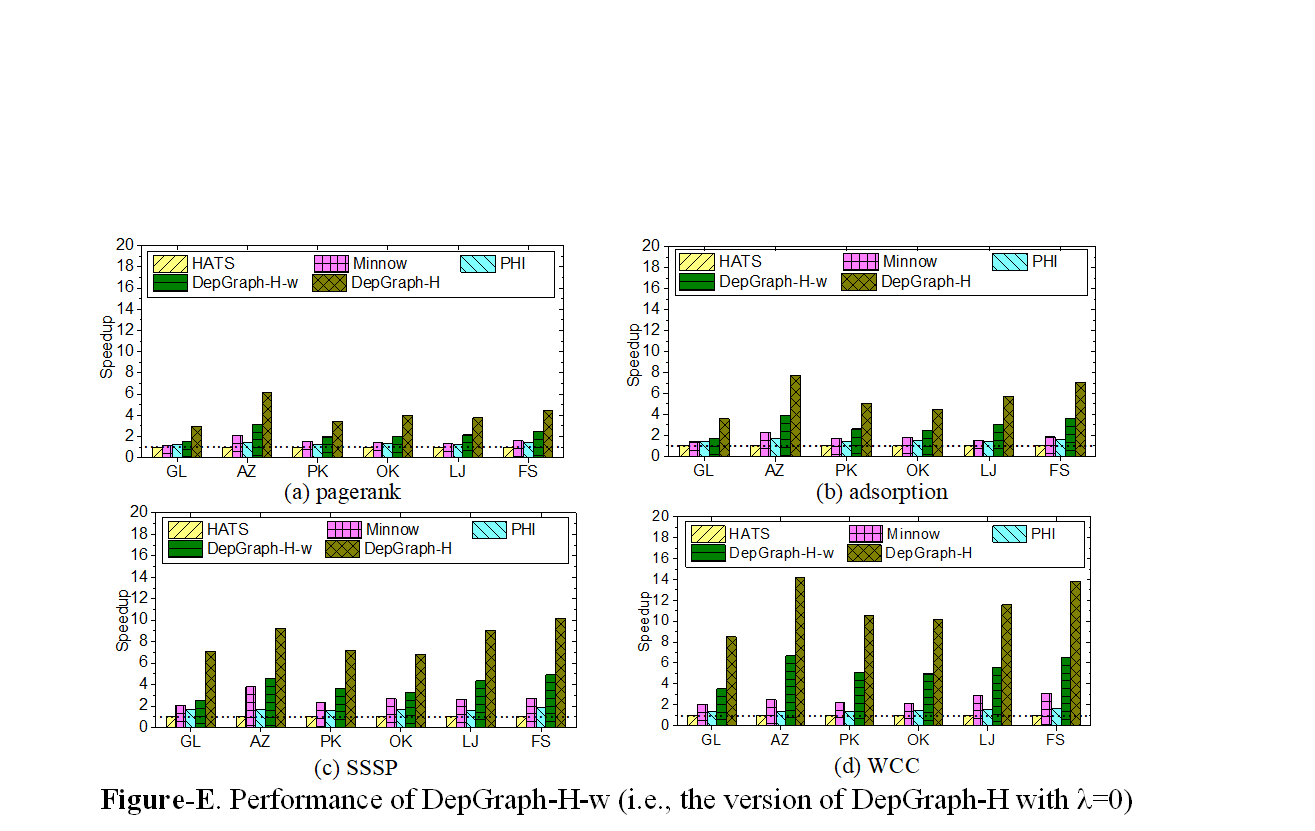 20
18
16
14
12
10
8
6
4
2
0
Speedup
HATS Minnow PHI
DepGraph-H-w DepGraph-H
GL AZ PK OK LJ FS
(a) pagerank
20
18
16
14
12
10
8
6
4
2
0
Speedup
HATS Minnow PHI
DepGraph-H-w DepGraph-H
GL AZ PK OK LJ FS
(b) adsorption
20
18
16
14
12
10
8
6
4
2
0
Speedup
HATS Minnow PHI
DepGraph-H-w DepGraph-H
GL AZ PK OK LJ FS
(c) SSSP
20
18
16
14
12
10
8
6
4
2
0
Speedup
HATS Minnow PHI
DepGraph-H-w DepGraph-H
GL AZ PK OK LJ FS
(d) WCC
Figure-E. Performance of DepGraph-H-w (i.e., the version of DepGraph-H with λ=0)